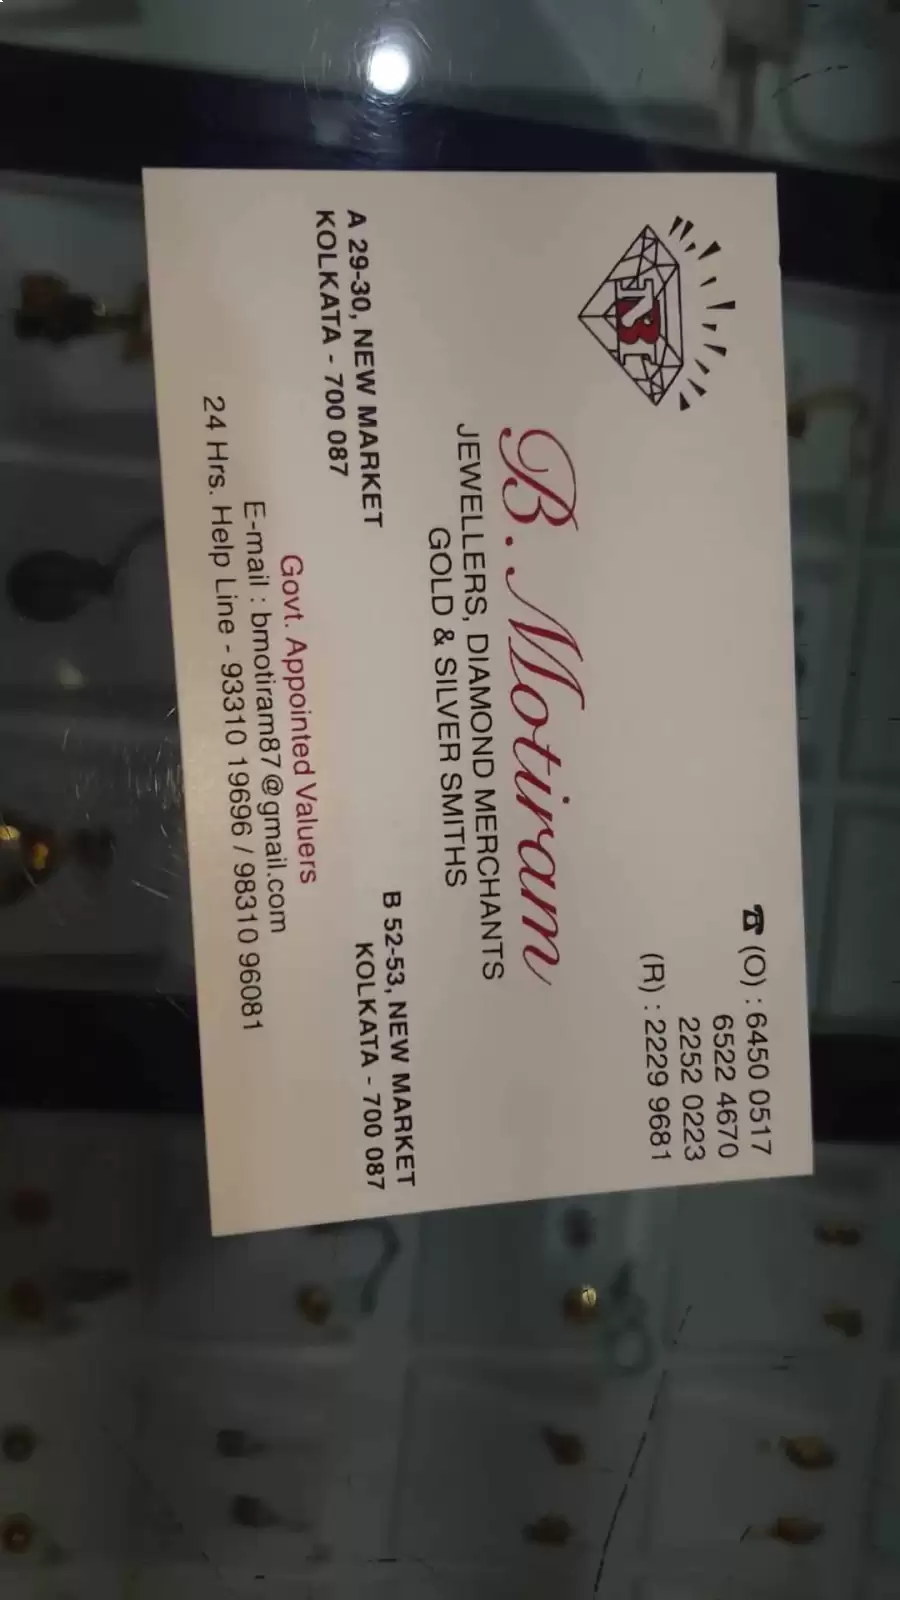 ☎ (O) : 6450 0517
6522 4670
2252 0223
(R) : 2229 9681
B. Motiram
JEWELLERS, DIAMOND MERCHANTS
GOLD & SILVER SMITHS
A 29-30, NEW MARKET
KOLKATA - 700 087
B 52-53, NEW MARKET
KOLKATA - 700 087
Govt. Appointed Valuers
E-mail : bmotiram87@gmail.com
24 Hrs. Help Line - 93310 19696 / 98310 96081